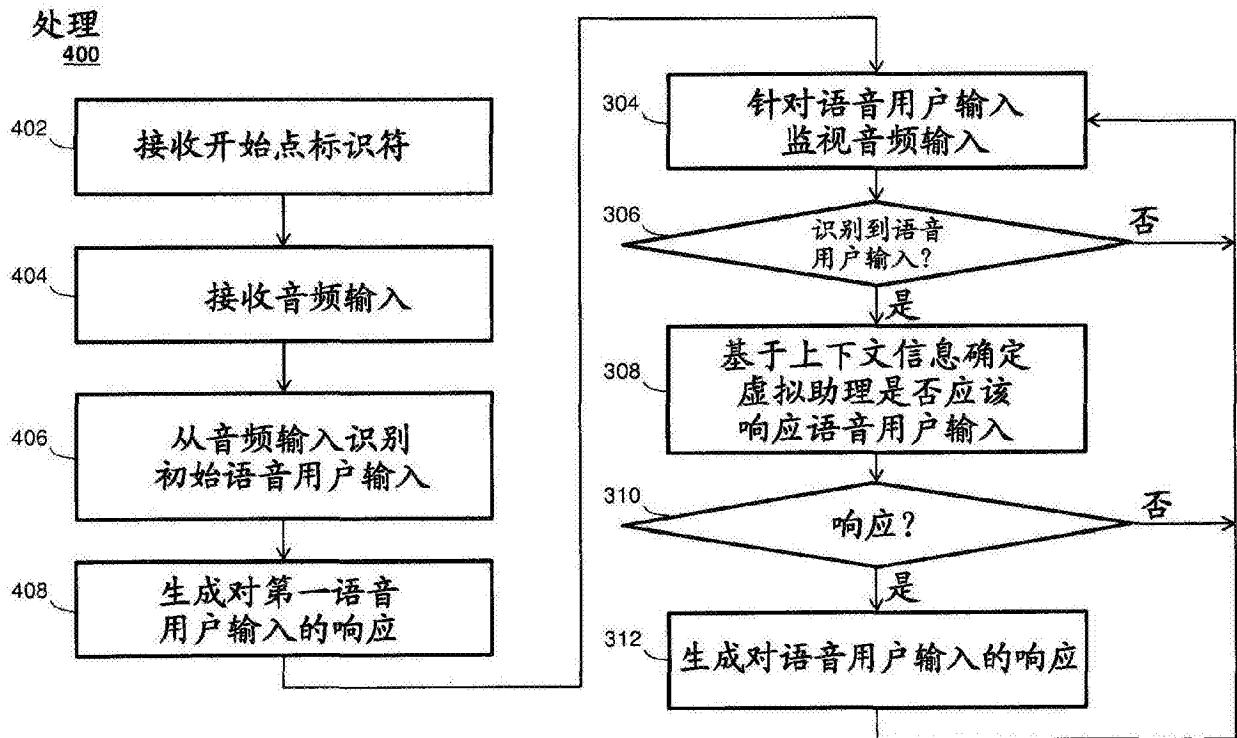 处理
400
402
接收开始点标识符
404
接收音频输入
406
从音频输入识别
初始语音用户输入
408
生成对第一语音
用户输入的响应
304
针对语音用户输入
监视音频输入
306
识别到语音
用户输入?
否
是
308
基于上下文信息确定
虚拟助理是否应该
响应语音用户输入
310
响应?
否
是
312
生成对语音用户输入的响应